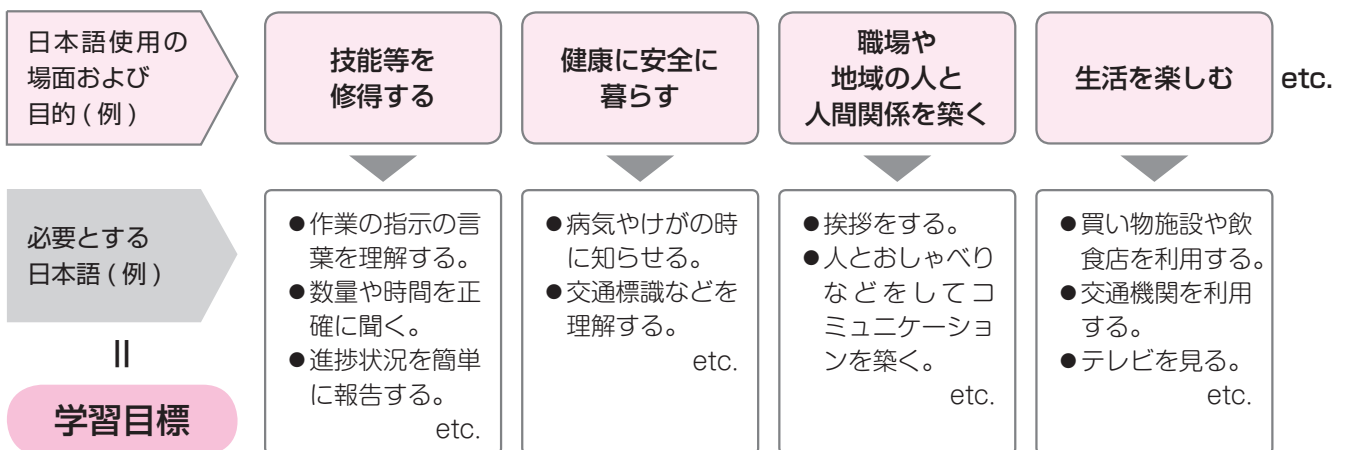 日本語使用の
場面および
目的 ( 例 )
技能等を
修得する
健康に安全に
暮らす
職場や
地域の人と
人間関係を築く
生活を楽しむ
etc.
必要とする
日本語 ( 例 )
＝
学習目標
●作業の指示の言
葉を理解する。
●数量や時間を正
確に聞く。
●進捗状況を簡単
に報告する。
etc.
●病気やけがの時
に知らせる。
●交通標識などを
理解する。
etc.
●挨拶をする。
●人とおしゃべり
などをしてコ
ミュニケーショ
ンを築く。
etc.
●買い物施設や飲
食店を利用する。
●交通機関を利用
する。
●テレビを見る。
etc.